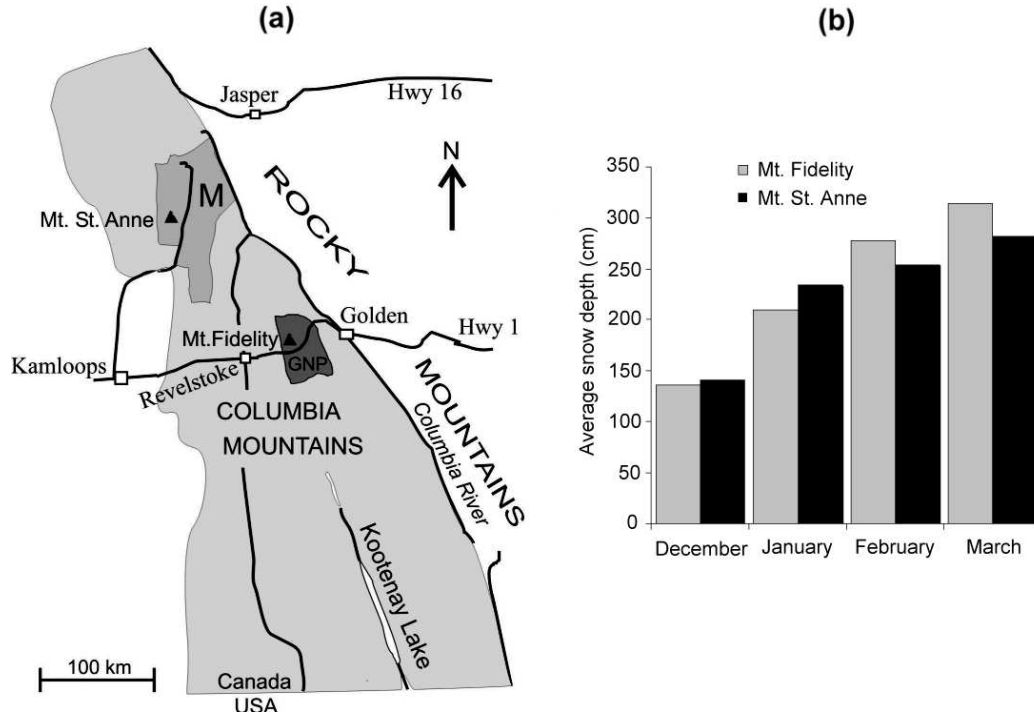 (a)
Jasper
Hwy 16
N
ROCKY
M
Mt. St. Anne
Golden
Hwy 1
Mt.Fidelity
GNP
Kamloops
Revelstoke
MOUNTAINS
COLUMBIA
MOUNTAINS
Columbia River
Kootenay Lake
100 km
Canada
USA
(b)
Mt. Fidelity
Mt. St. Anne
Average snow depth (cm)
350
300
250
200
150
100
50
0
December January February March